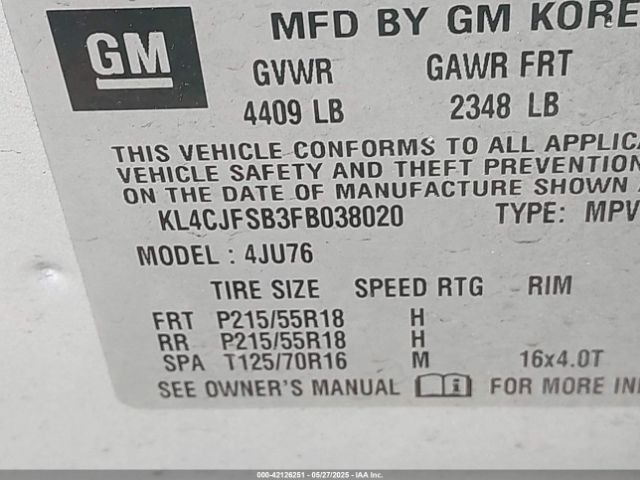 GM
MFD BY GM KORE
GVWR GAWR FRT
4409 LB 2348 LB
THIS VEHICLE CONFORMS TO ALL APPLICA
VEHICLE SAFETY AND THEFT PREVENTION
ON THE DATE OF MANUFACTURE SHOWN A
KL4CJFSB3FB038020 TYPE: MPV
MODEL : 4JU76
TIRE SIZE SPEED RTG RIM
FRT P215/55R18 H
RR P215/55R18 H
SPA T125/70R16 M 16x4.0T
SEE OWNER'S MANUAL i FOR MORE IN
000-42126251 - 05/27/2025 - IAA Inc.